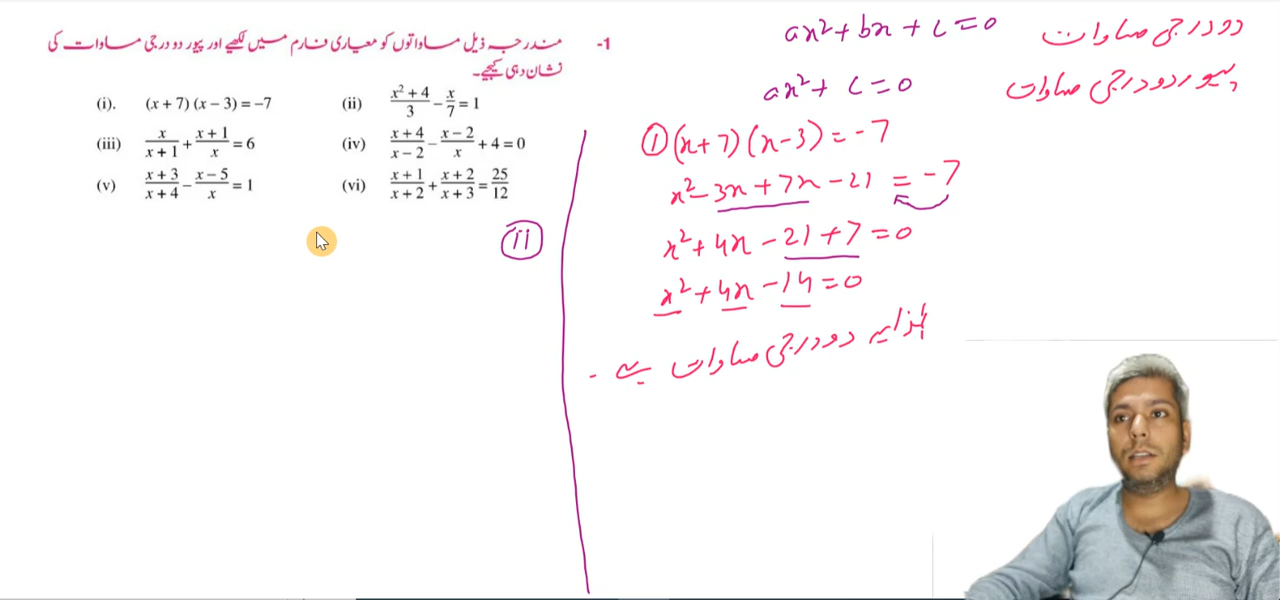 1- مندرجہ ذیل مساواتوں کو معیاری فارم میں لکھیے اور پیور دو درجی مساوات کی
نشان دہی کیجیے۔
(i). (x + 7) (x – 3) = –7
(ii) (x² + 4)/3 – x/7 = 1
(iii) x/(x + 1) + (x + 1)/x = 6
(iv) (x + 4)/(x – 2) – (x – 2)/x + 4 = 0
(v) (x + 3)/(x + 4) – (x – 5)/x = 1
(vi) (x + 1)/(x + 2) + (x + 2)/(x + 3) = 25/12
ax² + bx + c = 0 دو درجی مساوات
ax² + c = 0 پیور دو درجی مساوات
① (x + 7) (x – 3) = –7
x² – 3x + 7x – 21 = –7
x² + 4x – 21 + 7 = 0
x² + 4x – 14 = 0
لہٰذا یہ دو درجی مساوات ہے۔
ii